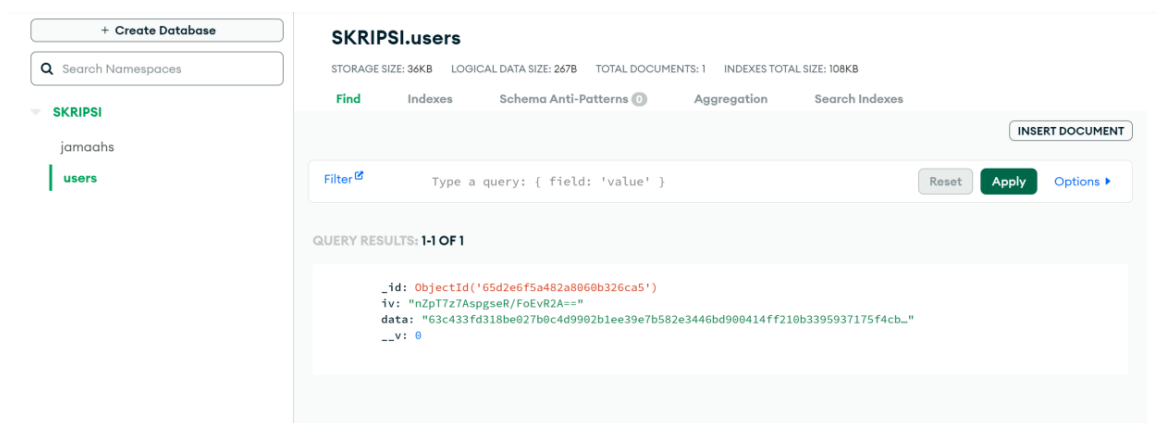 + Create Database
Search Namespaces
SKRIPSI
jamaahs
users
SKRIPSI.users
STORAGE SIZE: 36KB LOGICAL DATA SIZE: 267B TOTAL DOCUMENTS: 1 INDEXES TOTAL SIZE: 108KB
Find Indexes Schema Anti-Patterns 0 Aggregation Search Indexes
INSERT DOCUMENT
Filter Type a query: { field: 'value' } Reset Apply Options
QUERY RESULTS: 1-1 OF 1
_id: ObjectId('65d2e6f5a482a8060b326ca5')
iv: "nZpT7z7AspgseR/FoEvR2A=="
data: "63c433fd318be027b0c4d9902b1ee39e7b582e3446bd900414ff210b3395937175f4cb…"
__v: 0